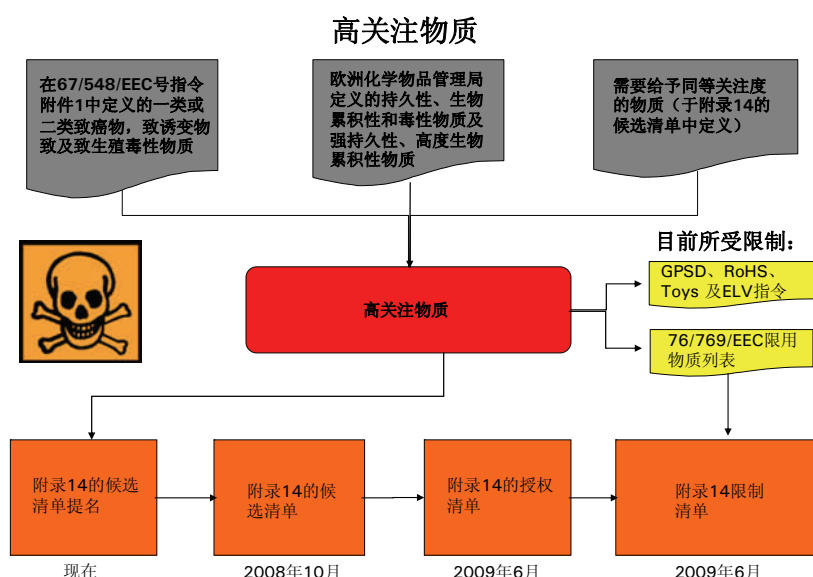 高关注物质
在67/548/EEC号指令
附件1中定义的一类或
二类致癌物，致诱变物
致及致生殖毒性物质
欧洲化学物品管理局
定义的持久性、生物
累积性和毒性物质及
强持久性、高度生物
累积性物质
需要给予同等关注度
的物质（于附录14的
候选清单中定义）
目前所受限制：
高关注物质
GPSD、RoHS、
Toys 及ELV指令
76/769/EEC限用
物质列表
附录14的候选
清单提名
附录14的候
选清单
附录14的授权
清单
附录14限制
清单
现在
2008年10月
2009年6月
2009年6月